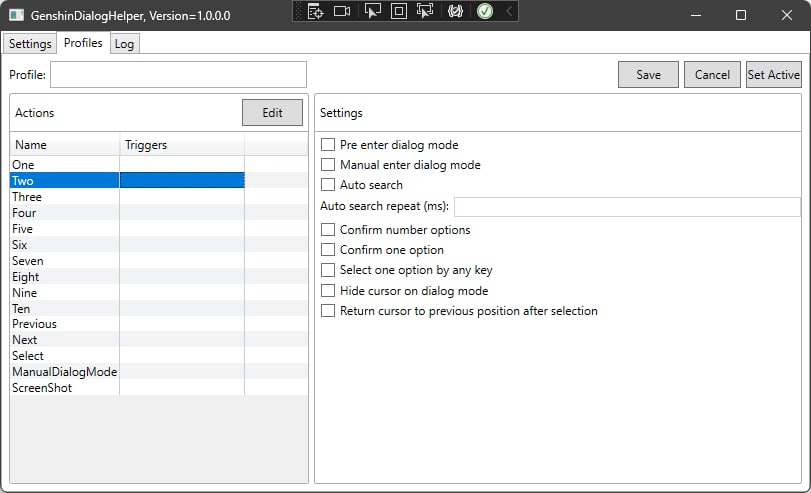 GenshinDialogHelper, Version=1.0.0.0
Settings Profiles Log
Profile: Save Cancel Set Active
Actions Edit
Name Triggers
One
Two
Three
Four
Five
Six
Seven
Eight
Nine
Ten
Previous
Next
Select
ManualDialogMode
ScreenShot
Settings
Pre enter dialog mode
Manual enter dialog mode
Auto search
Auto search repeat (ms):
Confirm number options
Confirm one option
Select one option by any key
Hide cursor on dialog mode
Return cursor to previous position after selection